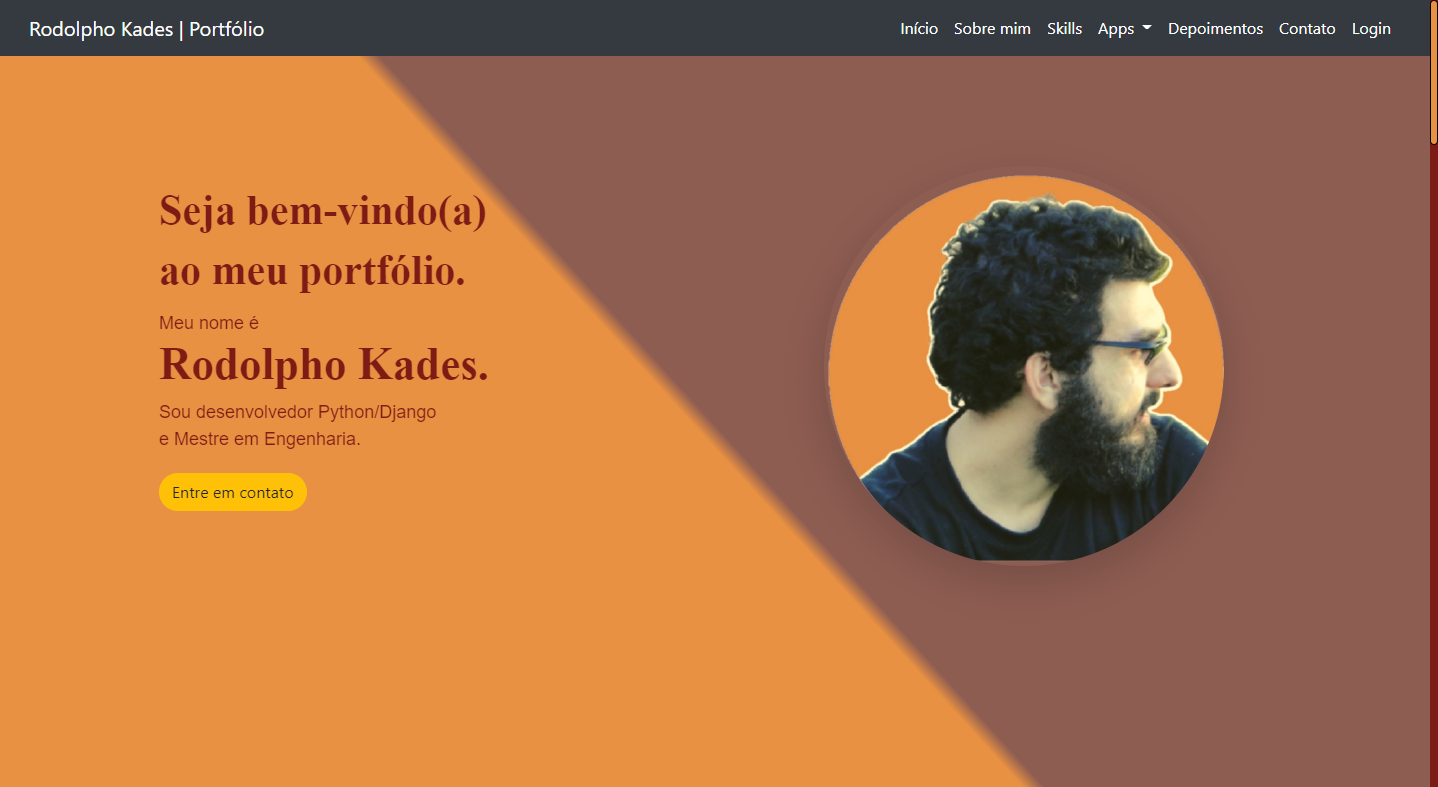 Rodolpho Kades | Portfólio
Início Sobre mim Skills Apps Depoimentos Contato Login
Seja bem-vindo(a)
ao meu portfólio.
Meu nome é
Rodolpho Kades.
Sou desenvolvedor Python/Django
e Mestre em Engenharia.
Entre em contato